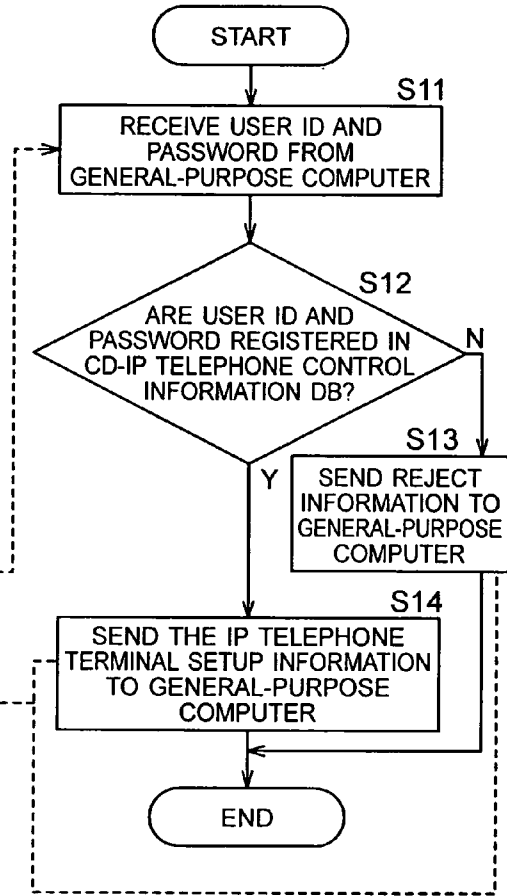 START
S11
RECEIVE USER ID AND
PASSWORD FROM
GENERAL-PURPOSE COMPUTER
S12
ARE USER ID AND
PASSWORD REGISTERED IN
CD-IP TELEPHONE CONTROL
INFORMATION DB?
N
Y
S13
SEND REJECT
INFORMATION TO
GENERAL-PURPOSE
COMPUTER
S14
SEND THE IP TELEPHONE
TERMINAL SETUP INFORMATION
TO GENERAL-PURPOSE
COMPUTER
END